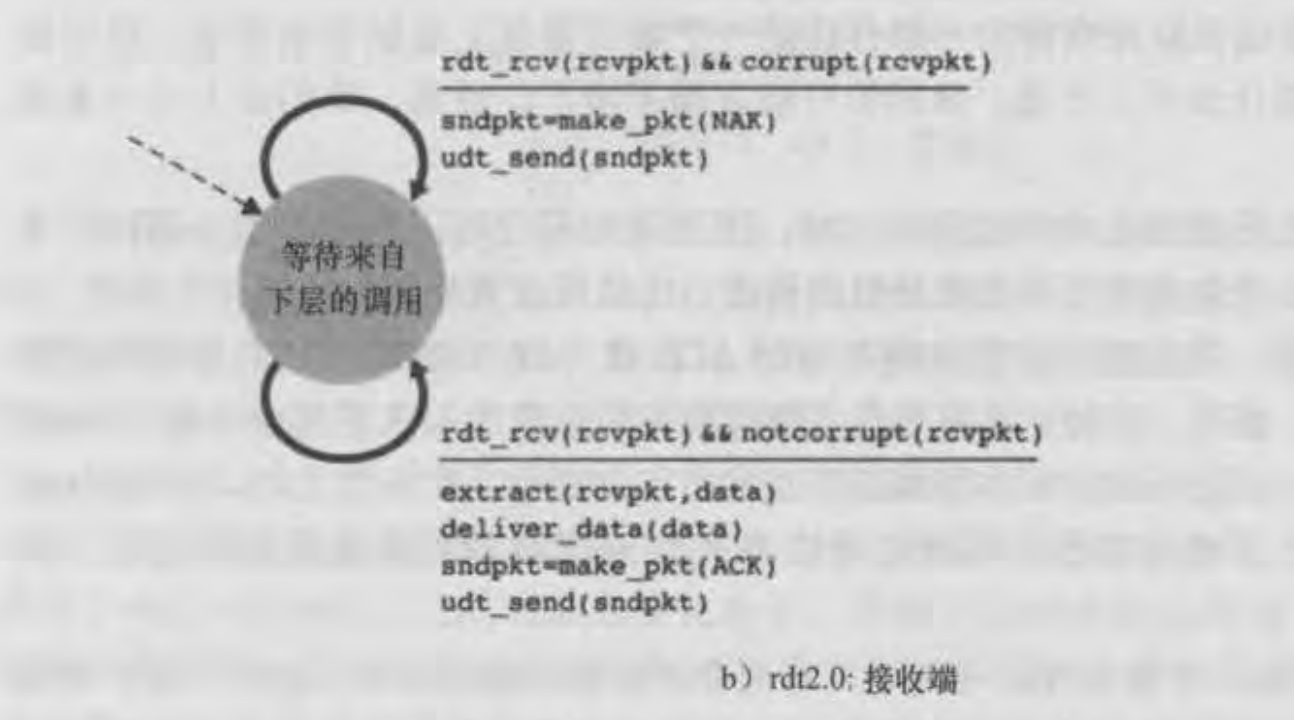 rdt_rcv(rcvpkt) && corrupt(rcvpkt)
sndpkt=make_pkt(NAK)
udt_send(sndpkt)
等待来自
下层的调用
rdt_rcv(rcvpkt) && notcorrupt(rcvpkt)
extract(rcvpkt,data)
deliver_data(data)
sndpkt=make_pkt(ACK)
udt_send(sndpkt)
b）rdt2.0: 接收端